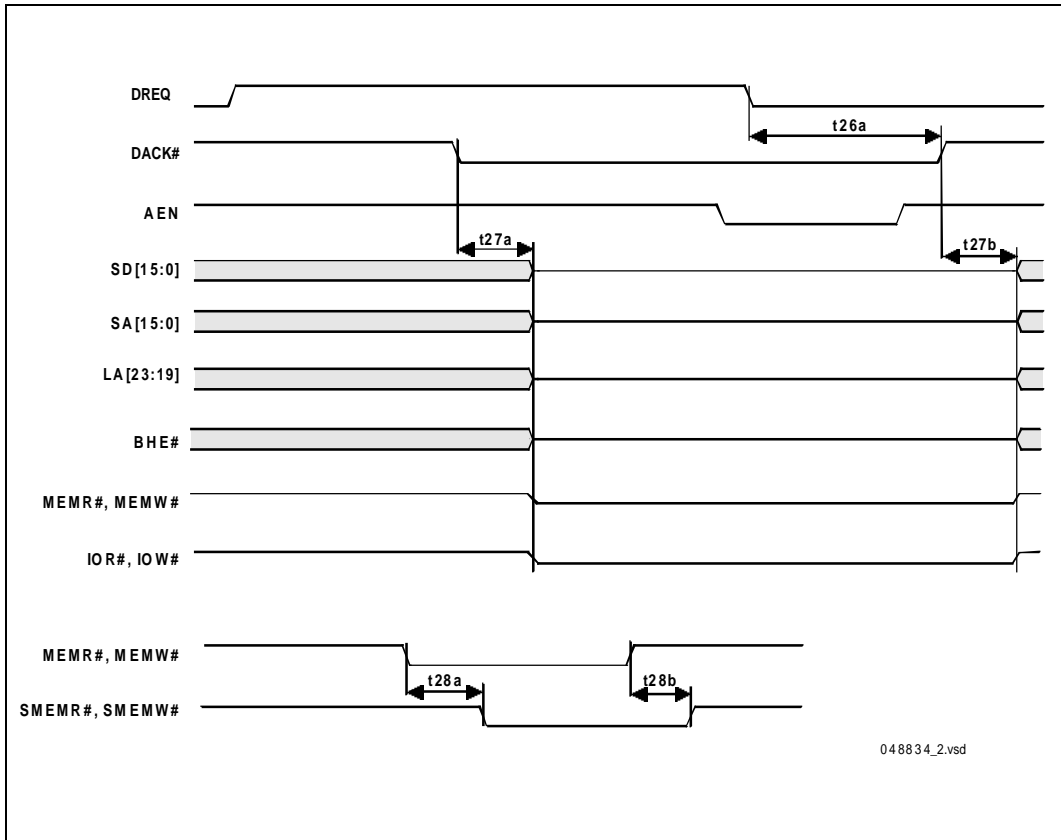 DREQ
t26a
DACK#
AEN
t27a
t27b
SD[15:0]
SA[15:0]
LA[23:19]
BHE#
MEMR#, MEMW#
IOR#, IOW#
MEMR#, MEMW#
t28a
t28b
SMEMR#, SMEMW#
048834_2.vsd